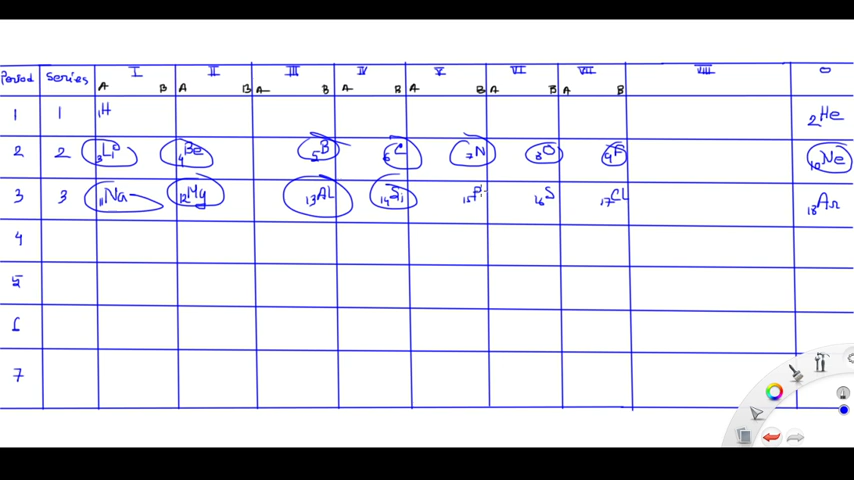 Period Series I II III IV V VI VII VIII 0
A B A B A B A B A B A B A B
1 1 1H 2He
2 2 3Li 4Be 5B 6C 7N 8O 9F 10Ne
3 3 11Na 12Mg 13AL 14Si 15Pi 16S 17CL 18Ar
4
5
6
7